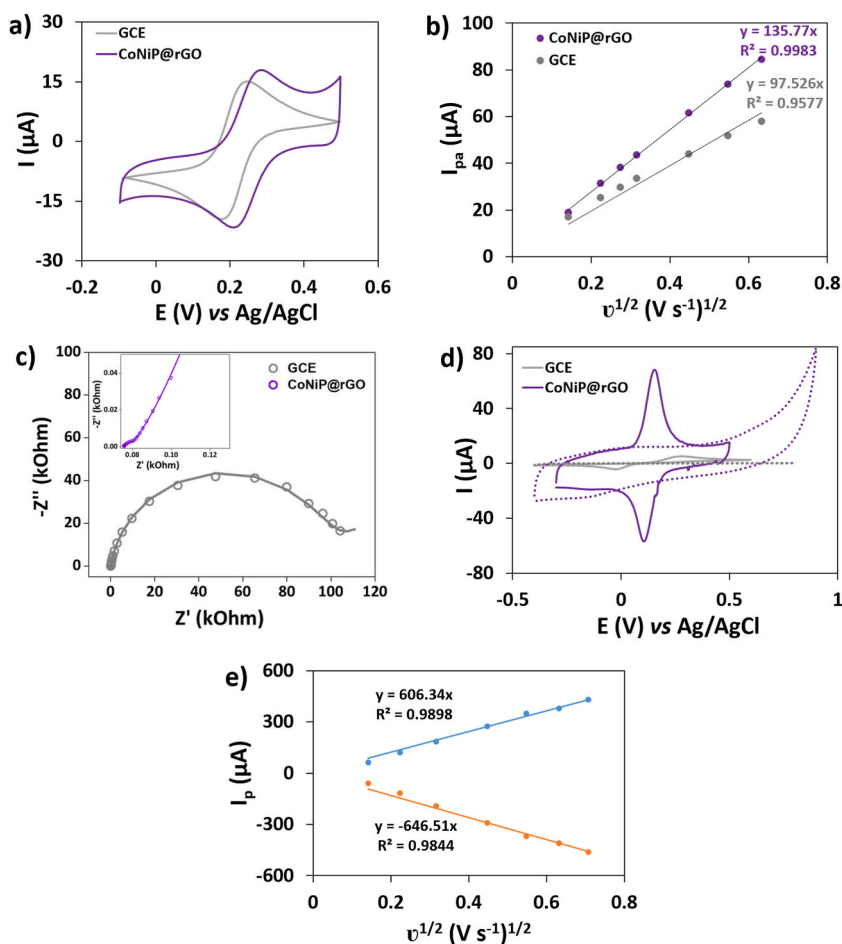 a)
GCE
CoNiP@rGO
I (µA)
30
15
0
-15
-30
-0.2
0
0.2
0.4
0.6
E (V) vs Ag/AgCl
b)
CoNiP@rGO
GCE
y = 135.77x
R² = 0.9983
y = 97.526x
R² = 0.9577
Ipa (µA)
100
80
60
40
20
0
0
0.2
0.4
0.6
0.8
υ1/2 (V s-1)1/2
c)
GCE
CoNiP@rGO
-Z'' (kOhm)
100
80
60
40
20
0
0
20
40
60
80
100
120
Z' (kOhm)
-Z'' (kOhm)
0.04
0.02
0.00
0.08
0.10
0.12
Z' (kOhm)
d)
GCE
CoNiP@rGO
I (µA)
80
40
0
-40
-80
-0.5
0
0.5
1
E (V) vs Ag/AgCl
e)
y = 606.34x
R² = 0.9898
y = -646.51x
R² = 0.9844
Ip (µA)
600
300
0
-300
-600
0
0.2
0.4
0.6
0.8
υ1/2 (V s-1)1/2